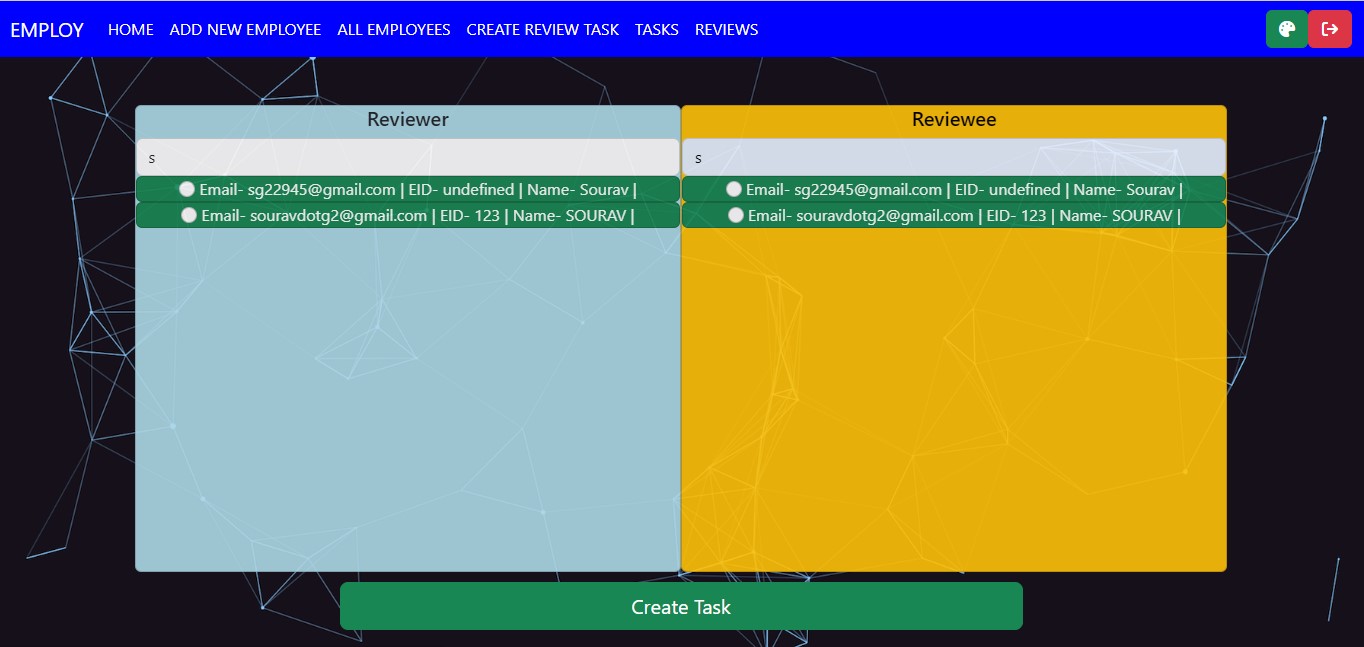 EMPLOY HOME ADD NEW EMPLOYEE ALL EMPLOYEES CREATE REVIEW TASK TASKS REVIEWS
Reviewer
s
Email- sg22945@gmail.com | EID- undefined | Name- Sourav |
Email- souravdotg2@gmail.com | EID- 123 | Name- SOURAV |
Reviewee
s
Email- sg22945@gmail.com | EID- undefined | Name- Sourav |
Email- souravdotg2@gmail.com | EID- 123 | Name- SOURAV |
Create Task